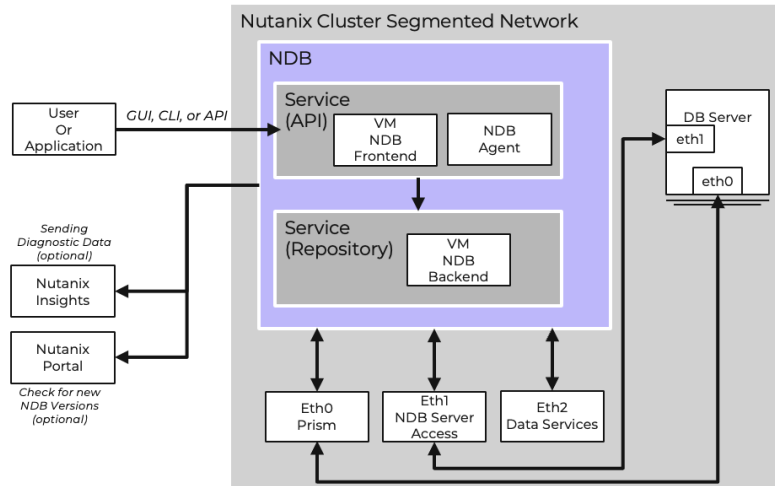 Nutanix Cluster Segmented Network
NDB
Service
(API)
VM
NDB
Frontend
NDB
Agent
User
Or
Application
GUI, CLI, or API
DB Server
eth1
eth0
Service
(Repository)
VM
NDB
Backend
Sending
Diagnostic Data
(optional)
Nutanix
Insights
Nutanix
Portal
Check for new
NDB Versions
(optional)
Eth0
Prism
Eth1
NDB Server
Access
Eth2
Data Services